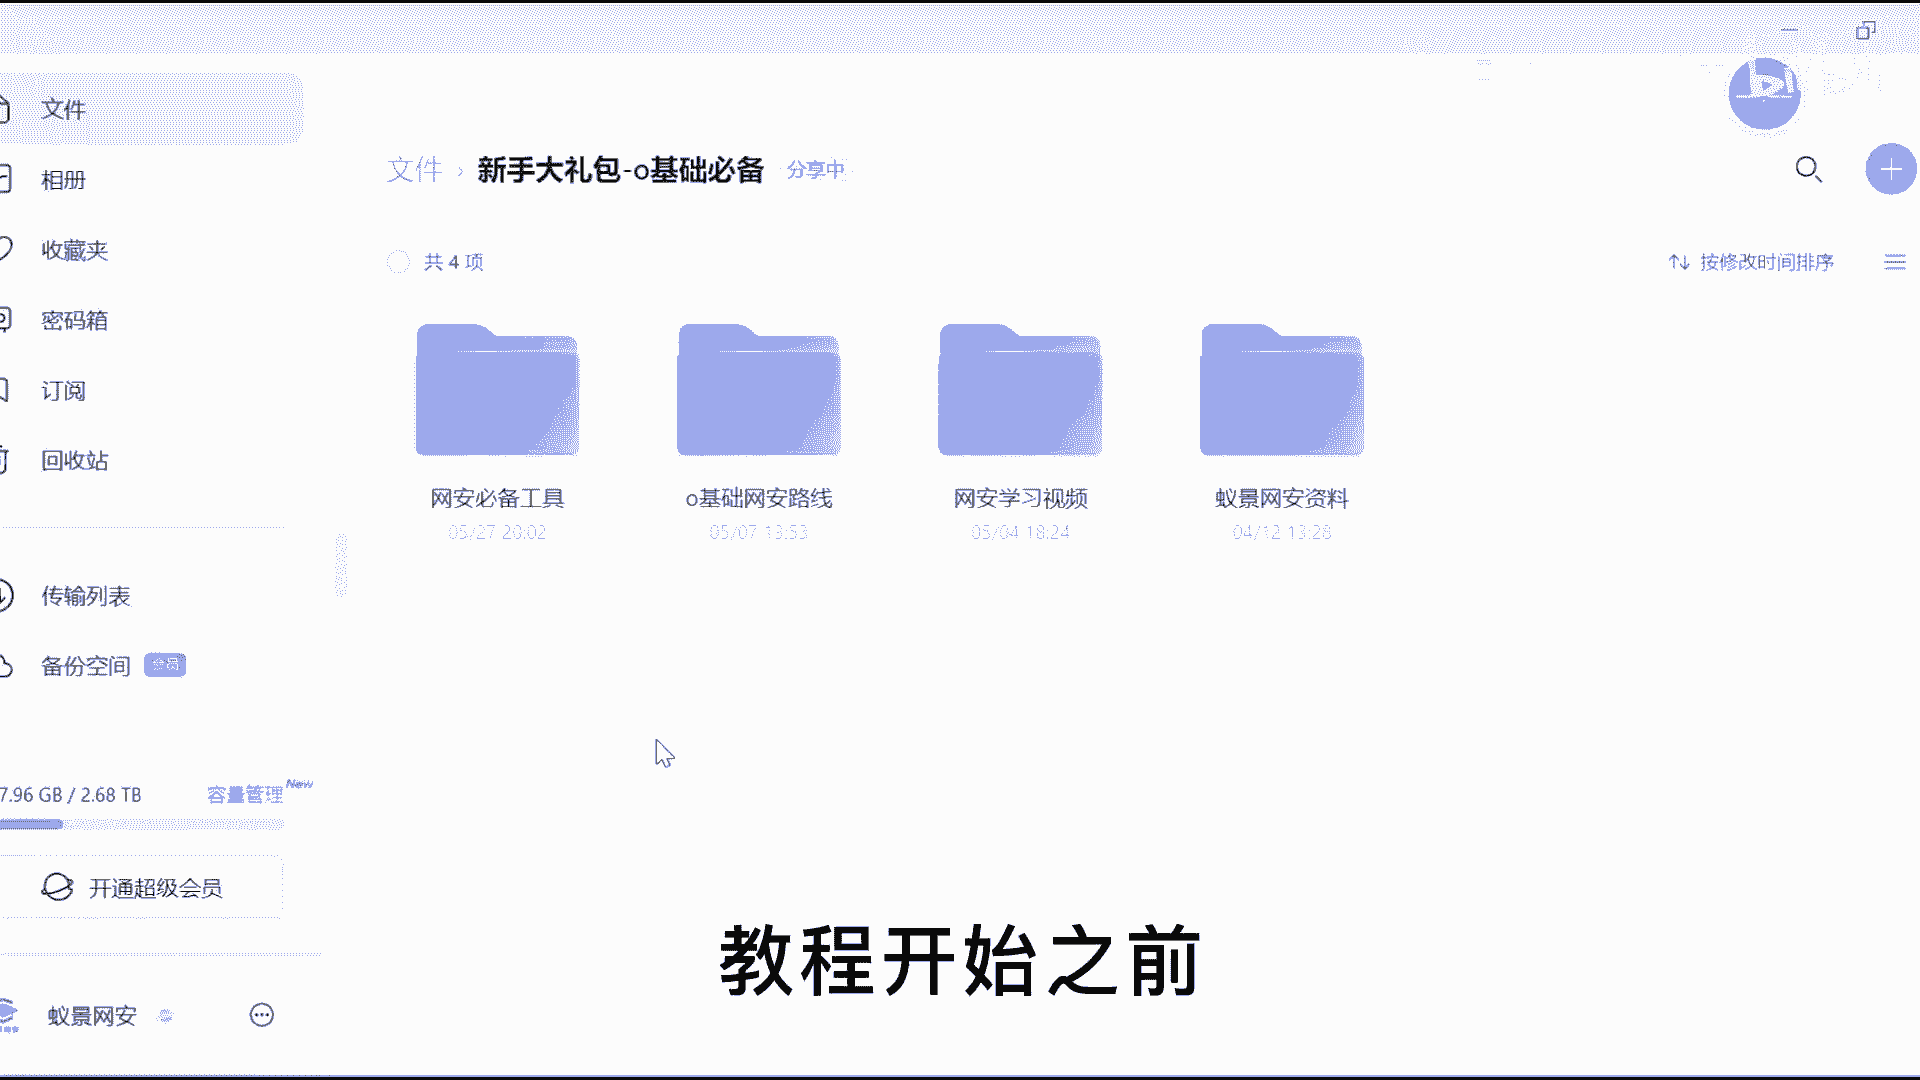 文件
相册
收藏夹
密码箱
订阅
回收站
传输列表
备份空间 会员
7.96 GB / 2.68 TB 容量管理 New
开通超级会员
蚁景网安
文件 › 新手大礼包-o基础必备 分享中
共 4 项
按修改时间排序
网安必备工具
05/27 20:02
o基础网安路线
05/07 13:53
网安学习视频
05/04 18:24
蚁景网安资料
04/12 13:28
教程开始之前